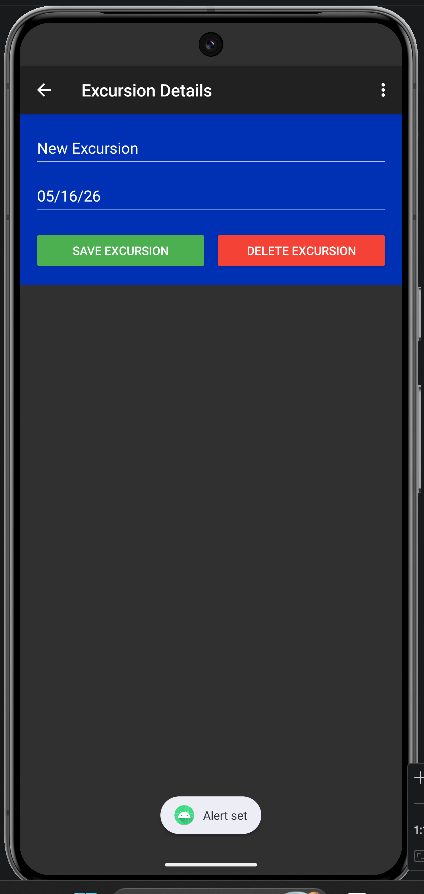 Excursion Details
New Excursion
05/16/26
SAVE EXCURSION DELETE EXCURSION
Alert set